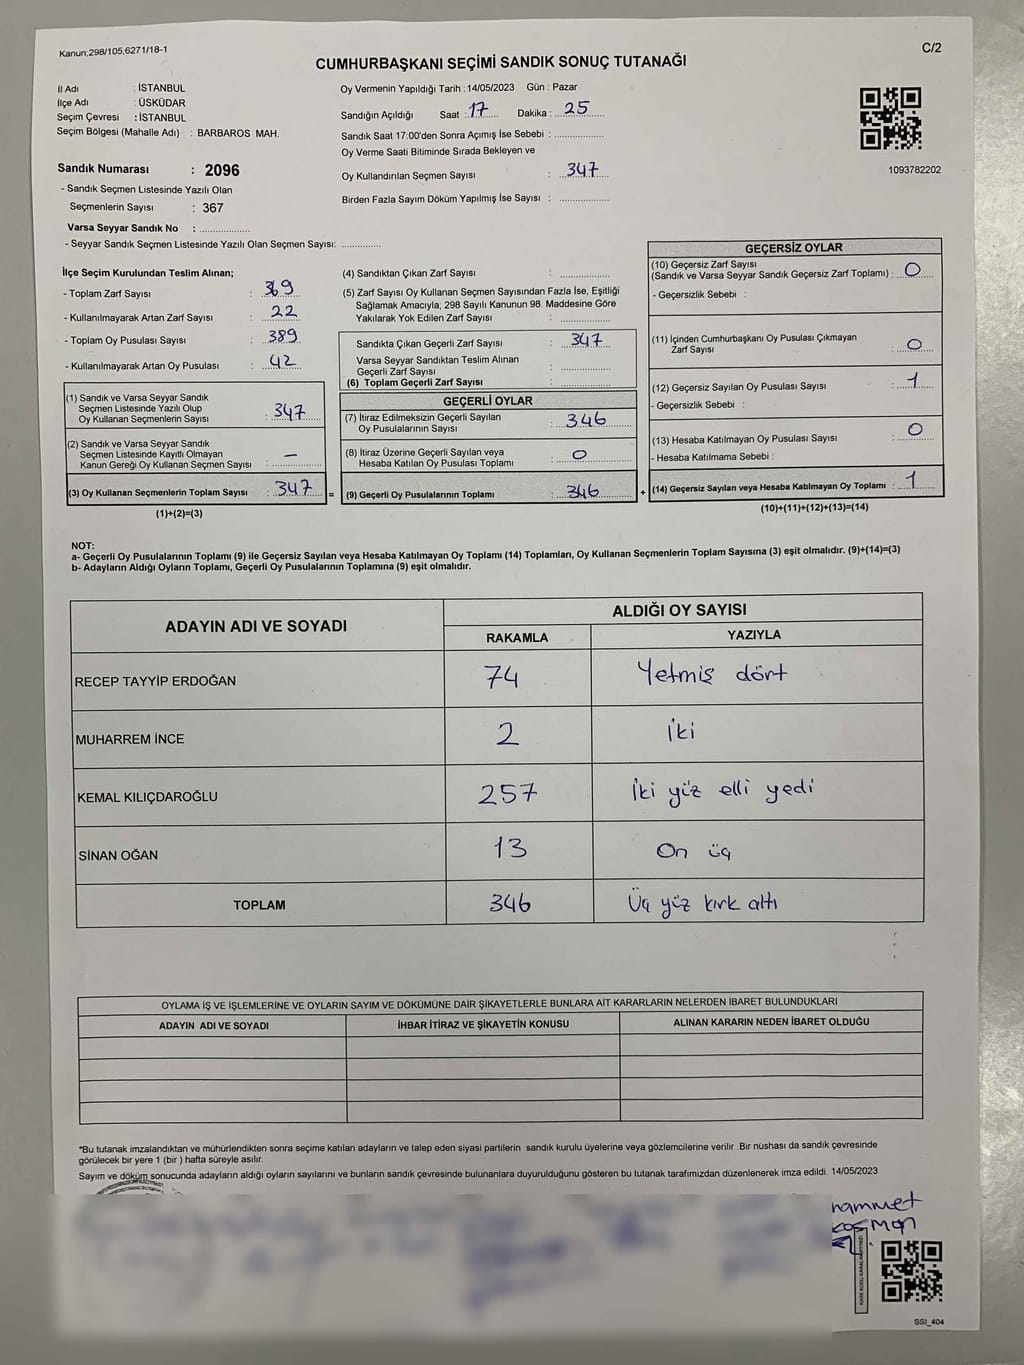 Kanun;298/105,6271/18-1
C/2
CUMHURBAŞKANI SEÇİMİ SANDIK SONUÇ TUTANAĞI
İl Adı : İSTANBUL
İlçe Adı : ÜSKÜDAR
Seçim Çevresi : İSTANBUL
Seçim Bölgesi (Mahalle Adı) : BARBAROS MAH.
Sandık Numarası : 2096
- Sandık Seçmen Listesinde Yazılı Olan
Seçmenlerin Sayısı : 367
Varsa Seyyar Sandık No : ....................
- Seyyar Sandık Seçmen Listesinde Yazılı Olan Seçmen Sayısı: ..............
Oy Vermenin Yapıldığı Tarih : 14/05/2023 Gün : Pazar
Sandığın Açıldığı Saat : 17 Dakika : 25
Sandık Saat 17:00'den Sonra Açımış İse Sebebi : ..................
Oy Verme Saati Bitiminde Sırada Bekleyen ve
Oy Kullandırılan Seçmen Sayısı : 347
Birden Fazla Sayım Döküm Yapılmış İse Sayısı : ..................
1093782202
İlçe Seçim Kurulundan Teslim Alınan;
- Toplam Zarf Sayısı : 369
- Kullanılmayarak Artan Zarf Sayısı : 22
- Toplam Oy Pusulası Sayısı : 389
- Kullanılmayarak Artan Oy Pusulası : 42
(1) Sandık ve Varsa Seyyar Sandık
Seçmen Listesinde Yazılı Olup
Oy Kullanan Seçmenlerin Sayısı : 347
(2) Sandık ve Varsa Seyyar Sandık
Seçmen Listesinde Kayıtlı Olmayan
Kanun Gereği Oy Kullanan Seçmen Sayısı : –
(3) Oy Kullanan Seçmenlerin Toplam Sayısı : 347 =
(1)+(2)=(3)
(4) Sandıktan Çıkan Zarf Sayısı : ..................
(5) Zarf Sayısı Oy Kullanan Seçmen Sayısından Fazla İse, Eşitliği
Sağlamak Amacıyla; 298 Sayılı Kanunun 98. Maddesine Göre
Yakılarak Yok Edilen Zarf Sayısı : ..................
Sandıkta Çıkan Geçerli Zarf Sayısı : 347
Varsa Seyyar Sandıktan Teslim Alınan
Geçerli Zarf Sayısı : ..................
(6) Toplam Geçerli Zarf Sayısı : ..................
GEÇERLİ OYLAR
(7) İtiraz Edilmeksizin Geçerli Sayılan
Oy Pusulalarının Sayısı : 346
(8) İtiraz Üzerine Geçerli Sayılan veya
Hesaba Katılan Oy Pusulası Toplamı : 0
(9) Geçerli Oy Pusulalarının Toplamı : 346 +
GEÇERSİZ OYLAR
(10) Geçersiz Zarf Sayısı
(Sandık ve Varsa Seyyar Sandık Geçersiz Zarf Toplamı) : 0
- Geçersizlik Sebebi :
(11) İçinden Cumhurbaşkanı Oy Pusulası Çıkmayan
Zarf Sayısı : 0
(12) Geçersiz Sayılan Oy Pusulası Sayısı : 1
- Geçersizlik Sebebi :
(13) Hesaba Katılmayan Oy Pusulası Sayısı : 0
- Hesaba Katılmama Sebebi :
(14) Geçersiz Sayılan veya Hesaba Katılmayan Oy Toplamı : 1
(10)+(11)+(12)+(13)=(14)
NOT:
a- Geçerli Oy Pusulalarının Toplamı (9) ile Geçersiz Sayılan veya Hesaba Katılmayan Oy Toplamı (14) Toplamları, Oy Kullanan Seçmenlerin Toplam Sayısına (3) eşit olmalıdır. (9)+(14)=(3)
b- Adayların Aldığı Oyların Toplamı, Geçerli Oy Pusulalarının Toplamına (9) eşit olmalıdır.
ADAYIN ADI VE SOYADI
ALDIĞI OY SAYISI
RAKAMLA YAZIYLA
RECEP TAYYİP ERDOĞAN 74 Yetmiş dört
MUHARREM İNCE 2 iki
KEMAL KILIÇDAROĞLU 257 İki yüz elli yedi
SİNAN OĞAN 13 On üç
TOPLAM 346 Üç yüz kırk altı
OYLAMA İŞ VE İŞLEMLERİNE VE OYLARIN SAYIM VE DÖKÜMÜNE DAİR ŞİKAYETLERLE BUNLARA AİT KARARLARIN NELERDEN İBARET BULUNDUKLARI
ADAYIN ADI VE SOYADI İHBAR İTİRAZ VE ŞİKAYETİN KONUSU ALINAN KARARIN NEDEN İBARET OLDUĞU
*Bu tutanak imzalandıktan ve mühürlendikten sonra seçime katılan adayların ve talep eden siyasi partilerin sandık kurulu üyelerine veya gözlemcilerine verilir .Bir nüshası da sandık çevresinde
görülecek bir yere 1 (bir ) hafta süreyle asılır.
Sayım ve döküm sonucunda adayların aldığı oyların sayılarını ve bunların sandık çevresinde bulunanlara duyurulduğunu gösteren bu tutanak tarafımızdan düzenlenerek imza edildi. 14/05/2023
hammet
SSI_404